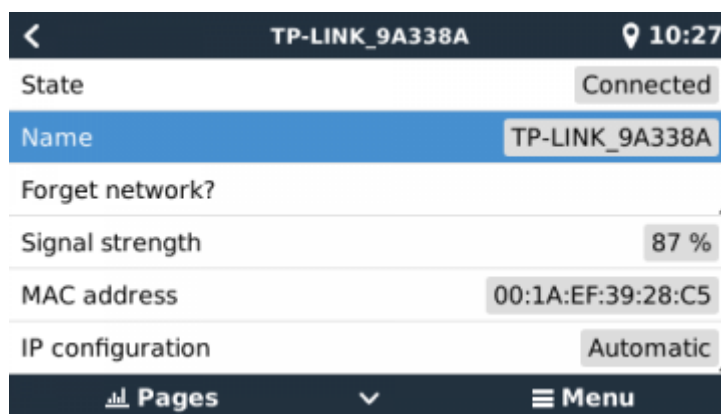 TP-LINK_9A338A 10:27
State Connected
Name TP-LINK_9A338A
Forget network?
Signal strength 87 %
MAC address 00:1A:EF:39:28:C5
IP configuration Automatic
Pages Menu